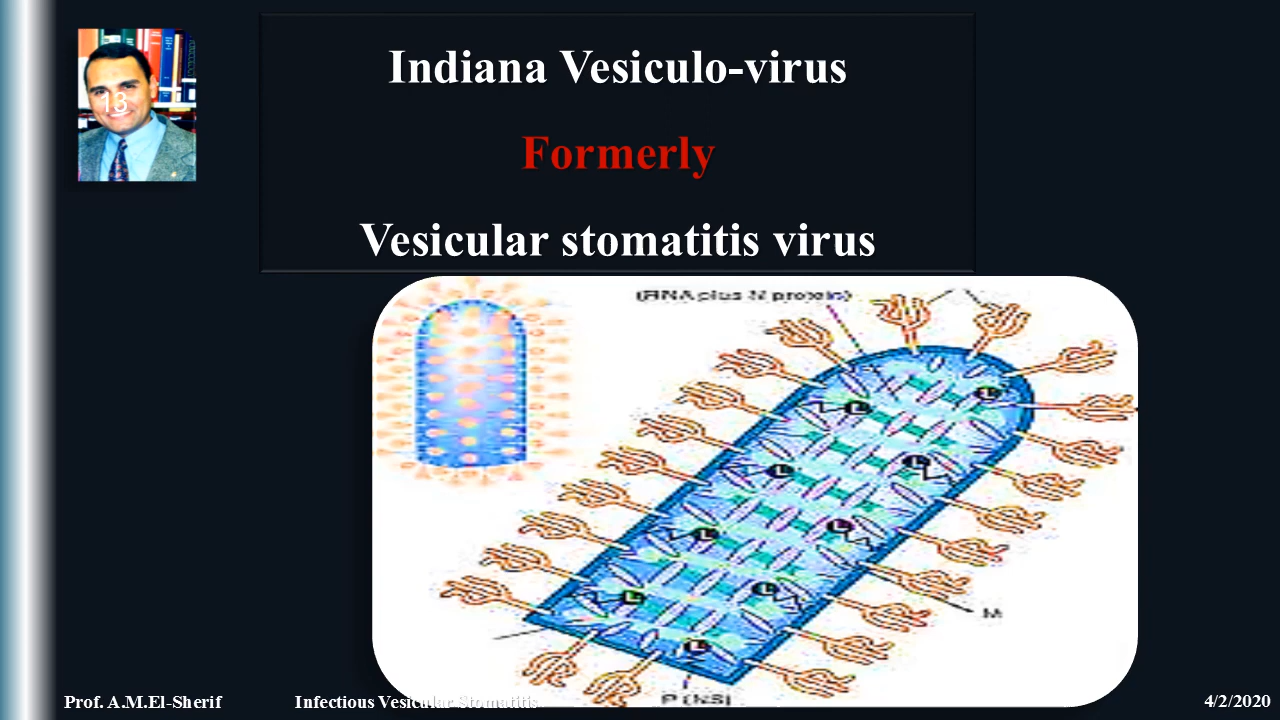 13
Indiana Vesiculo-virus
Formerly
Vesicular stomatitis virus
(RNA plus N protein)
L
L
L
L
L
L
L
L
L
M
P (NS)
Prof. A.M.El-Sherif
Infectious Vesicular Stomatitis
4/2/2020